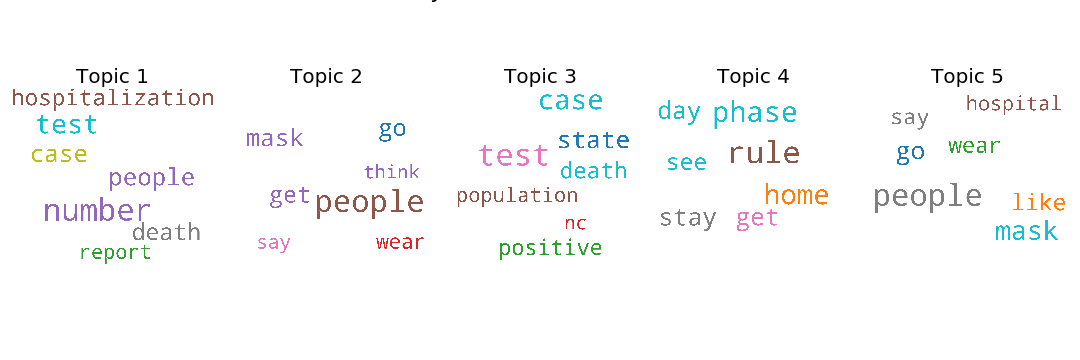 Topic 1
hospitalization
test
case
people
number
death
report
Topic 2
go
mask
think
get people
say
wear
Topic 3
case
state
test
death
population
nc
positive
Topic 4
day phase
rule
see
home
stay get
Topic 5
hospital
say
wear
go
people
like
mask